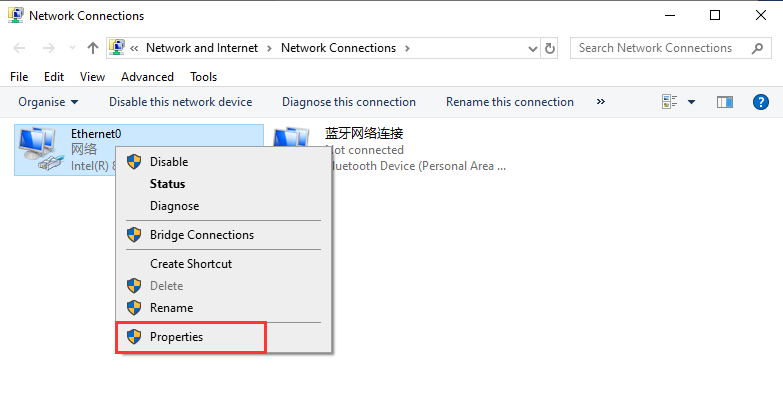 Network Connections
« Network and Internet > Network Connections >
Search Network Connections
File Edit View Advanced Tools
Organise Disable this network device Diagnose this connection Rename this connection »
Ethernet0
网络
Intel(R) 8
蓝牙网络连接
Not connected
Bluetooth Device (Personal Area ...
Disable
Status
Diagnose
Bridge Connections
Create Shortcut
Delete
Rename
Properties